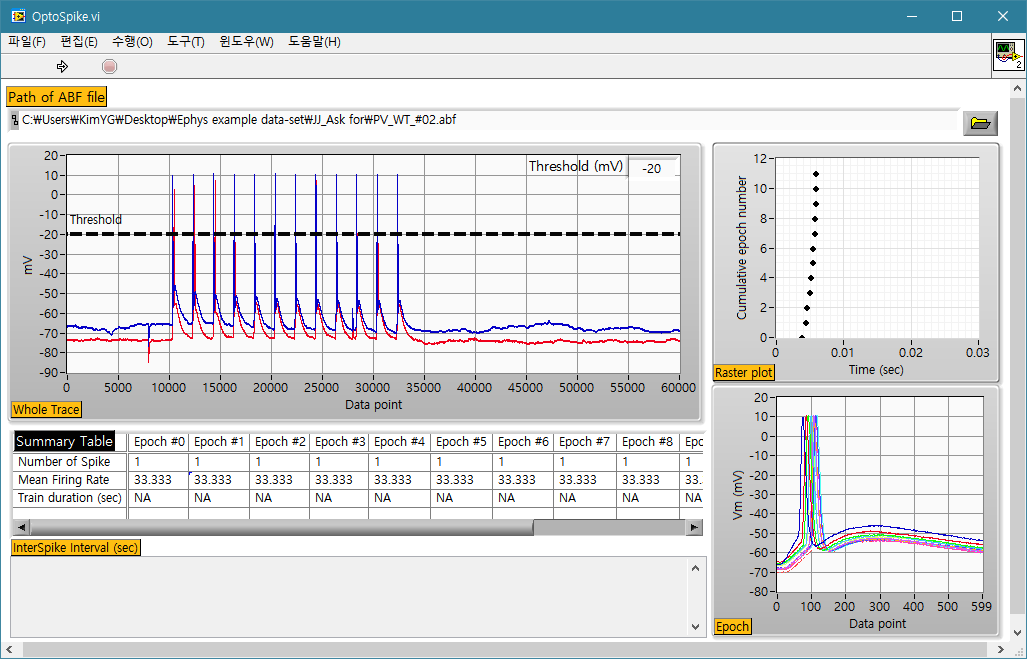 OptoSpike.vi
파일(F) 편집(E) 수행(O) 도구(T) 윈도우(W) 도움말(H)
2
Path of ABF file
C:₩Users₩KimYG₩Desktop₩Ephys example data-set₩JJ_Ask for₩PV_WT_#02.abf
Threshold (mV) -20
20
10
0
-10
-20
-30
-40
-50
-60
-70
-80
-90
mV
Threshold
0 5000 10000 15000 20000 25000 30000 35000 40000 45000 50000 55000 60000
Data point
Whole Trace
12
10
8
6
4
2
0
Cumulative epoch number
0 0.01 0.02 0.03
Time (sec)
Raster plot
Summary Table Epoch #0 Epoch #1 Epoch #2 Epoch #3 Epoch #4 Epoch #5 Epoch #6 Epoch #7 Epoch #8 Epc
Number of Spike 1 1 1 1 1 1 1 1 1 1
Mean Firing Rate 33.333 33.333 33.333 33.333 33.333 33.333 33.333 33.333 33.333 33.
Train duration (sec) NA NA NA NA NA NA NA NA NA NA
InterSpike Interval (sec)
20
10
0
-10
-20
-30
-40
-50
-60
-70
-80
Vm (mV)
0 100 200 300 400 500 599
Data point
Epoch